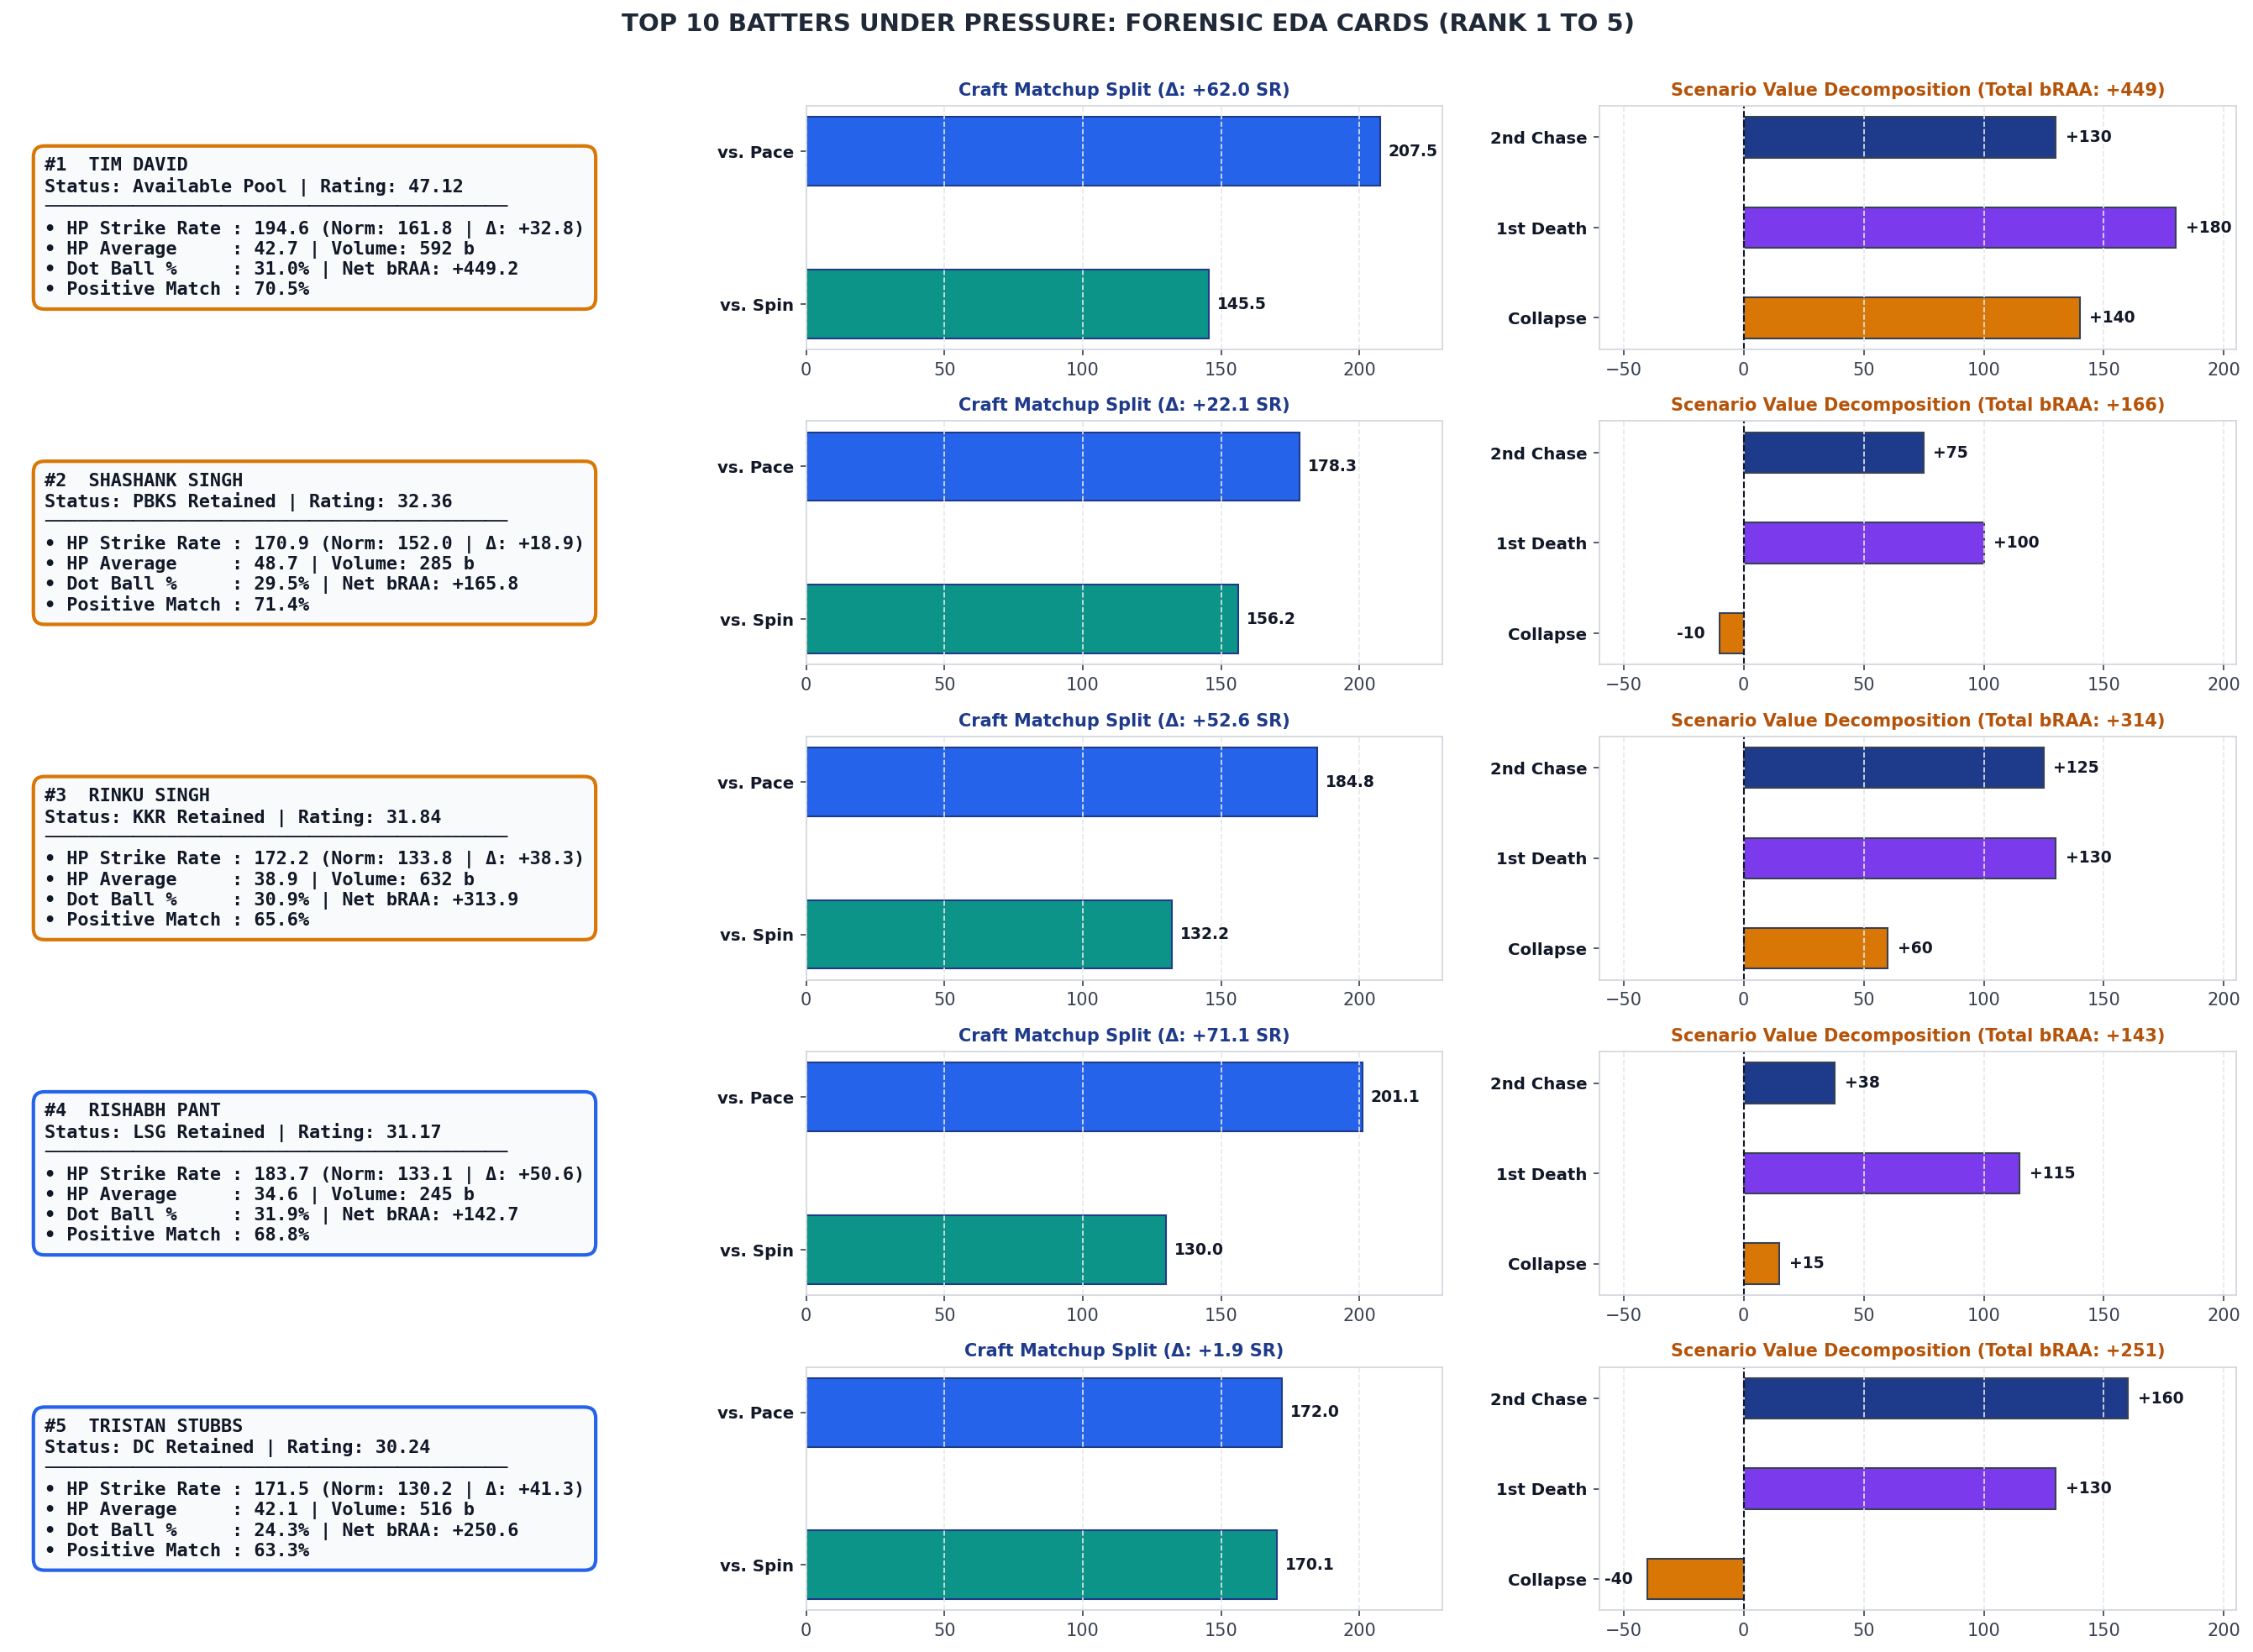 TOP 10 BATTERS UNDER PRESSURE: FORENSIC EDA CARDS (RANK 1 TO 5)
#1  TIM DAVID
Status: Available Pool | Rating: 47.12
• HP Strike Rate : 194.6 (Norm: 161.8 | Δ: +32.8)
• HP Average     : 42.7 | Volume: 592 b
• Dot Ball %     : 31.0% | Net bRAA: +449.2
• Positive Match : 70.5%
Craft Matchup Split (Δ: +62.0 SR)
vs. Pace
207.5
vs. Spin
145.5
0 50 100 150 200
Scenario Value Decomposition (Total bRAA: +449)
2nd Chase
+130
1st Death
+180
Collapse
+140
−50 0 50 100 150 200
#2  SHASHANK SINGH
Status: PBKS Retained | Rating: 32.36
• HP Strike Rate : 170.9 (Norm: 152.0 | Δ: +18.9)
• HP Average     : 48.7 | Volume: 285 b
• Dot Ball %     : 29.5% | Net bRAA: +165.8
• Positive Match : 71.4%
Craft Matchup Split (Δ: +22.1 SR)
vs. Pace
178.3
vs. Spin
156.2
0 50 100 150 200
Scenario Value Decomposition (Total bRAA: +166)
2nd Chase
+75
1st Death
+100
Collapse
-10
−50 0 50 100 150 200
#3  RINKU SINGH
Status: KKR Retained | Rating: 31.84
• HP Strike Rate : 172.2 (Norm: 133.8 | Δ: +38.3)
• HP Average     : 38.9 | Volume: 632 b
• Dot Ball %     : 30.9% | Net bRAA: +313.9
• Positive Match : 65.6%
Craft Matchup Split (Δ: +52.6 SR)
vs. Pace
184.8
vs. Spin
132.2
0 50 100 150 200
Scenario Value Decomposition (Total bRAA: +314)
2nd Chase
+125
1st Death
+130
Collapse
+60
−50 0 50 100 150 200
#4  RISHABH PANT
Status: LSG Retained | Rating: 31.17
• HP Strike Rate : 183.7 (Norm: 133.1 | Δ: +50.6)
• HP Average     : 34.6 | Volume: 245 b
• Dot Ball %     : 31.9% | Net bRAA: +142.7
• Positive Match : 68.8%
Craft Matchup Split (Δ: +71.1 SR)
vs. Pace
201.1
vs. Spin
130.0
0 50 100 150 200
Scenario Value Decomposition (Total bRAA: +143)
2nd Chase
+38
1st Death
+115
Collapse
+15
−50 0 50 100 150 200
#5  TRISTAN STUBBS
Status: DC Retained | Rating: 30.24
• HP Strike Rate : 171.5 (Norm: 130.2 | Δ: +41.3)
• HP Average     : 42.1 | Volume: 516 b
• Dot Ball %     : 24.3% | Net bRAA: +250.6
• Positive Match : 63.3%
Craft Matchup Split (Δ: +1.9 SR)
vs. Pace
172.0
vs. Spin
170.1
0 50 100 150 200
Scenario Value Decomposition (Total bRAA: +251)
2nd Chase
+160
1st Death
+130
Collapse
-40
−50 0 50 100 150 200